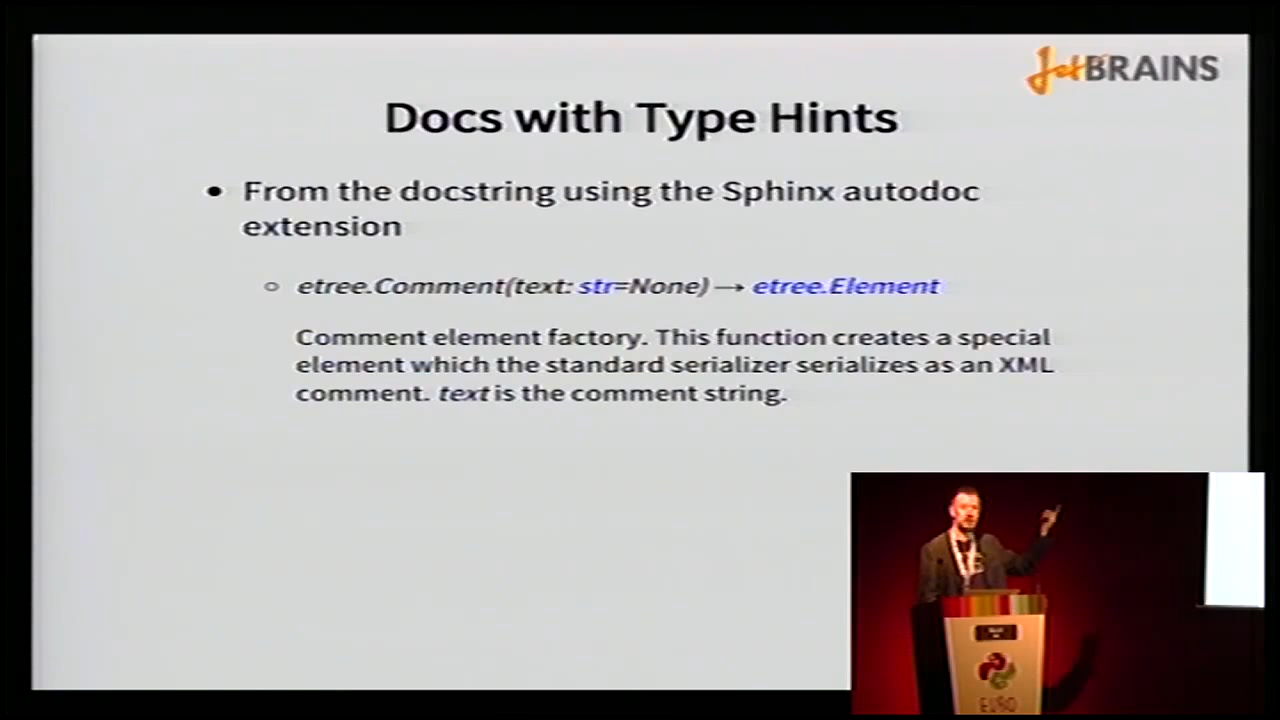 JetBRAINS
Docs with Type Hints
• From the docstring using the Sphinx autodoc
extension
○ etree.Comment(text: str=None) → etree.Element
Comment element factory. This function creates a special
element which the standard serializer serializes as an XML
comment. text is the comment string.
EURO